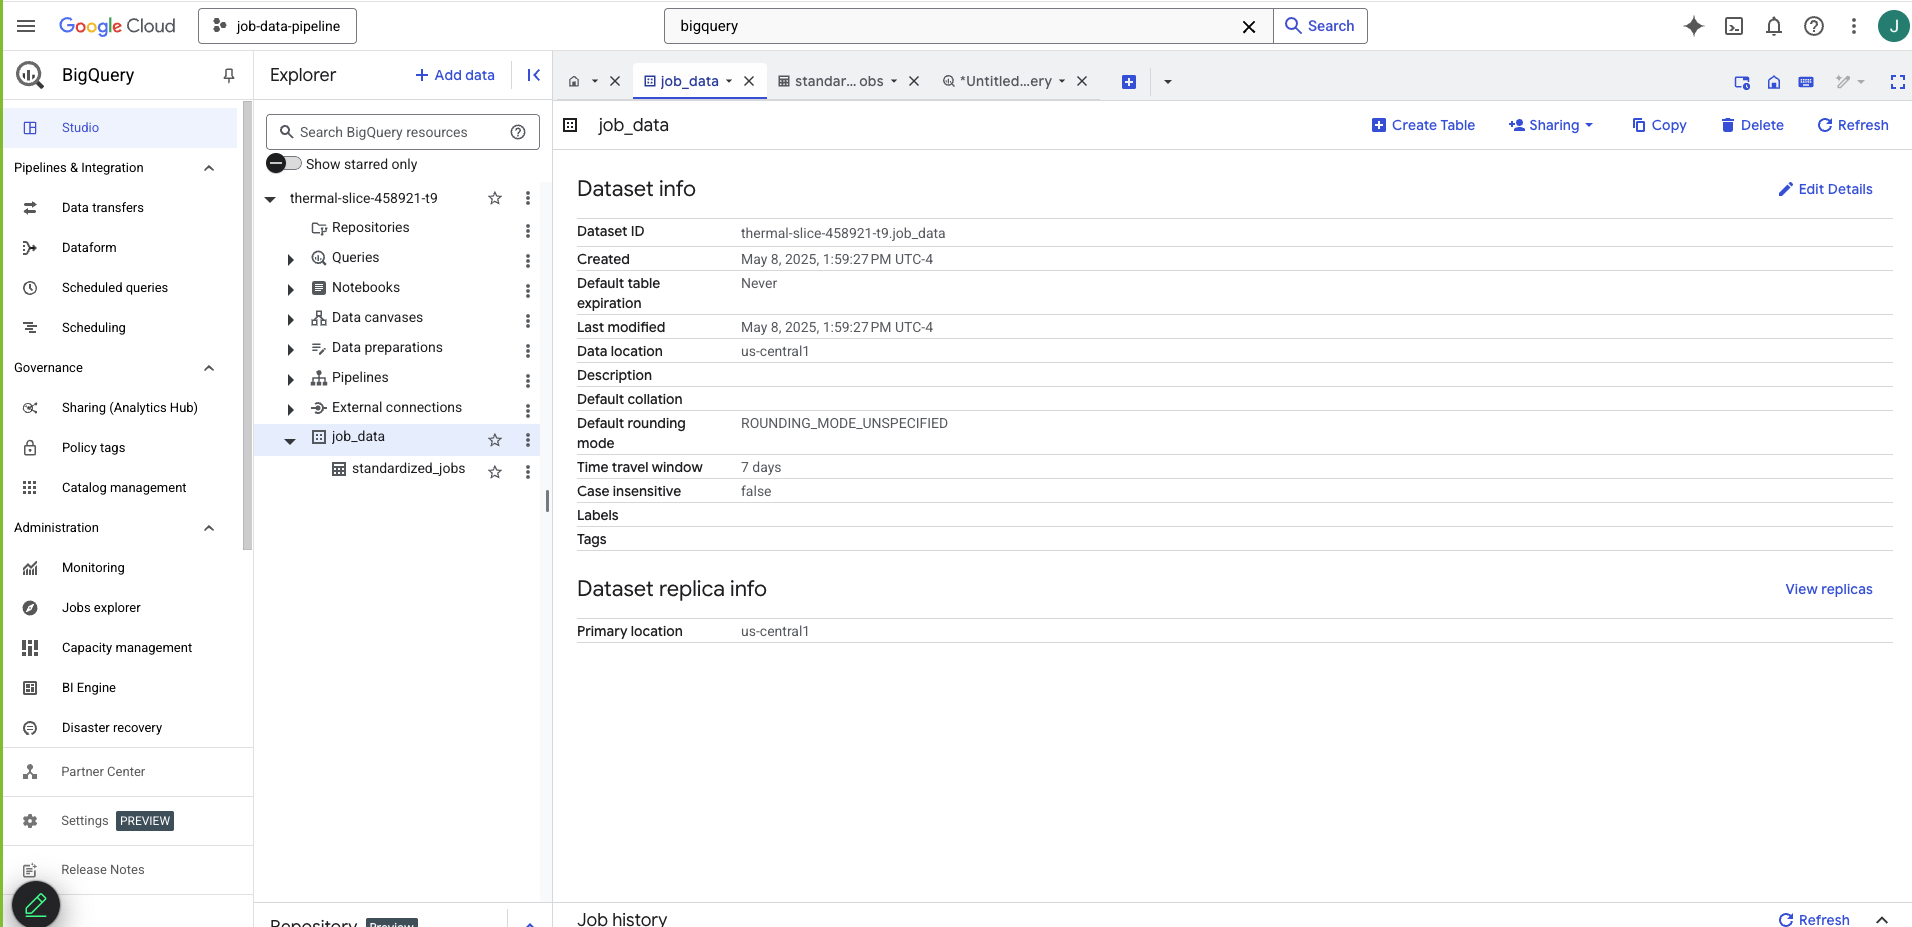 Google Cloud
job-data-pipeline
bigquery
Search
J
BigQuery
Studio
Pipelines & Integration
Data transfers
Dataform
Scheduled queries
Scheduling
Governance
Sharing (Analytics Hub)
Policy tags
Catalog management
Administration
Monitoring
Jobs explorer
Capacity management
BI Engine
Disaster recovery
Partner Center
Settings PREVIEW
Release Notes
Explorer
Add data
Search BigQuery resources
Show starred only
thermal-slice-458921-t9
Repositories
Queries
Notebooks
Data canvases
Data preparations
Pipelines
External connections
job_data
standardized_jobs
Repository Preview
job_data
standar... obs
*Untitled...ery
job_data
Create Table
Sharing
Copy
Delete
Refresh
Dataset info
Edit Details
Dataset ID thermal-slice-458921-t9.job_data
Created May 8, 2025, 1:59:27 PM UTC-4
Default table Never
expiration
Last modified May 8, 2025, 1:59:27 PM UTC-4
Data location us-central1
Description
Default collation
Default rounding ROUNDING_MODE_UNSPECIFIED
mode
Time travel window 7 days
Case insensitive false
Labels
Tags
Dataset replica info
View replicas
Primary location us-central1
Job history
Refresh